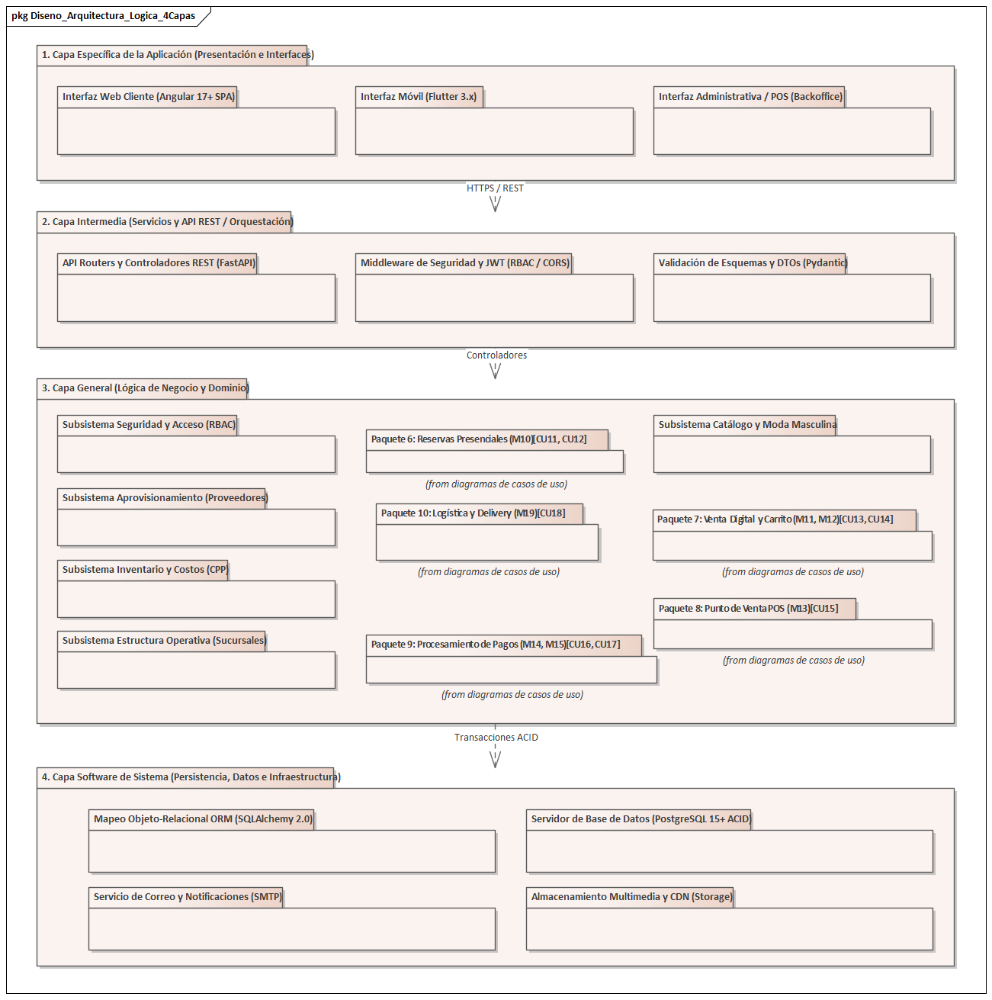 pkg Diseno_Arquitectura_Logica_4Capas
1. Capa Específica de la Aplicación (Presentación e Interfaces)
Interfaz Web Cliente (Angular 17+ SPA)
Interfaz Móvil (Flutter 3.x)
Interfaz Administrativa / POS (Backoffice)
HTTPS / REST
2. Capa Intermedia (Servicios y API REST / Orquestación)
API Routers y Controladores REST (FastAPI)
Middleware de Seguridad y JWT (RBAC / CORS)
Validación de Esquemas y DTOs (Pydantic)
Controladores
3. Capa General (Lógica de Negocio y Dominio)
Subsistema Seguridad y Acceso (RBAC)
Subsistema Aprovisionamiento (Proveedores)
Subsistema Inventario y Costos (CPP)
Subsistema Estructura Operativa (Sucursales)
Paquete 6: Reservas Presenciales (M10)[CU11, CU12]
(from diagramas de casos de uso)
Paquete 10: Logística y Delivery (M19)[CU18]
(from diagramas de casos de uso)
Paquete 9: Procesamiento de Pagos (M14, M15)[CU16, CU17]
(from diagramas de casos de uso)
Subsistema Catálogo y Moda Masculina
Paquete 7: Venta Digital y Carrito (M11, M12)[CU13, CU14]
(from diagramas de casos de uso)
Paquete 8: Punto de Venta POS (M13)[CU15]
(from diagramas de casos de uso)
Transacciones ACID
4. Capa Software de Sistema (Persistencia, Datos e Infraestructura)
Mapeo Objeto-Relacional ORM (SQLAlchemy 2.0)
Servidor de Base de Datos (PostgreSQL 15+ ACID)
Servicio de Correo y Notificaciones (SMTP)
Almacenamiento Multimedia y CDN (Storage)